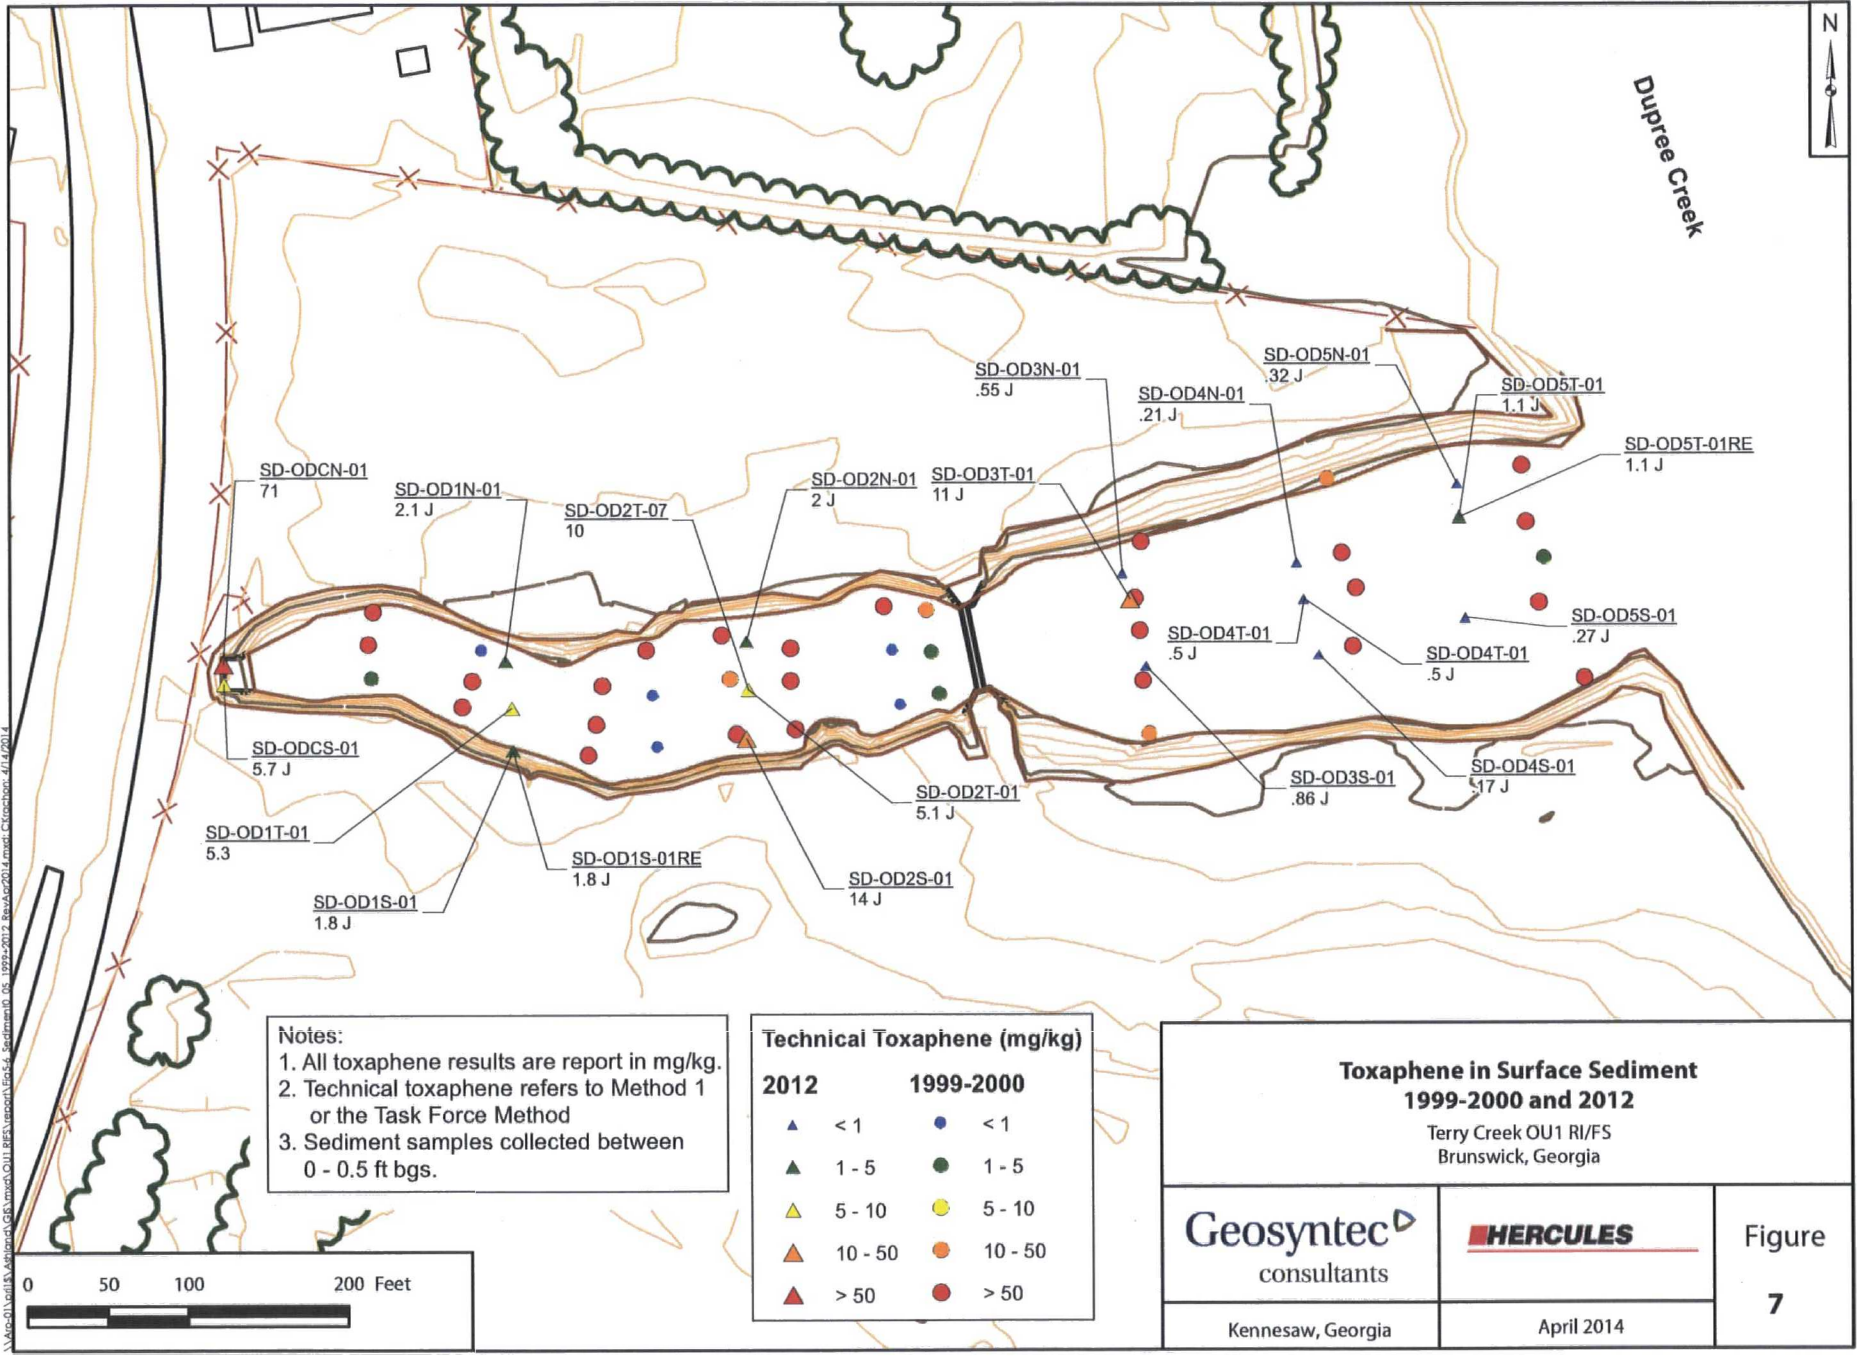 N
Dupree Creek
SD-OD3N-01
.55 J
SD-OD4N-01
.21 J
SD-OD5N-01
.32 J
SD-OD5T-01
1.1 J
SD-OD5T-01RE
1.1 J
SD-ODCN-01
71
SD-OD1N-01
2.1 J
SD-OD2T-07
10
SD-OD2N-01
2 J
SD-OD3T-01
11 J
SD-OD4T-01
.5 J
SD-OD4T-01
.5 J
SD-OD5S-01
.27 J
SD-ODCS-01
5.7 J
SD-OD1T-01
5.3
SD-OD1S-01
1.8 J
SD-OD1S-01RE
1.8 J
SD-OD2S-01
14 J
SD-OD2T-01
5.1 J
SD-OD3S-01
.86 J
SD-OD4S-01
.17 J
Notes:
1. All toxaphene results are report in mg/kg.
2. Technical toxaphene refers to Method 1
or the Task Force Method
3. Sediment samples collected between
0 - 0.5 ft bgs.
Technical Toxaphene (mg/kg)
2012 1999-2000
< 1 < 1
1 - 5 1 - 5
5 - 10 5 - 10
10 - 50 10 - 50
> 50 > 50
0 50 100 200 Feet
Toxaphene in Surface Sediment
1999-2000 and 2012
Terry Creek OU1 RI/FS
Brunswick, Georgia
Geosyntec
consultants
HERCULES
Figure
7
Kennesaw, Georgia
April 2014